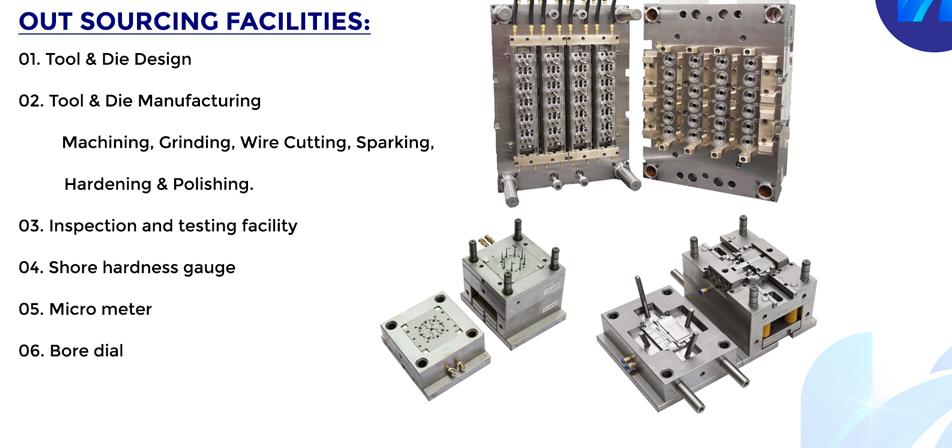 OUT SOURCING FACILITIES:
01. Tool & Die Design
02. Tool & Die Manufacturing
Machining, Grinding, Wire Cutting, Sparking,
Hardening & Polishing.
03. Inspection and testing facility
04. Shore hardness gauge
05. Micro meter
06. Bore dial